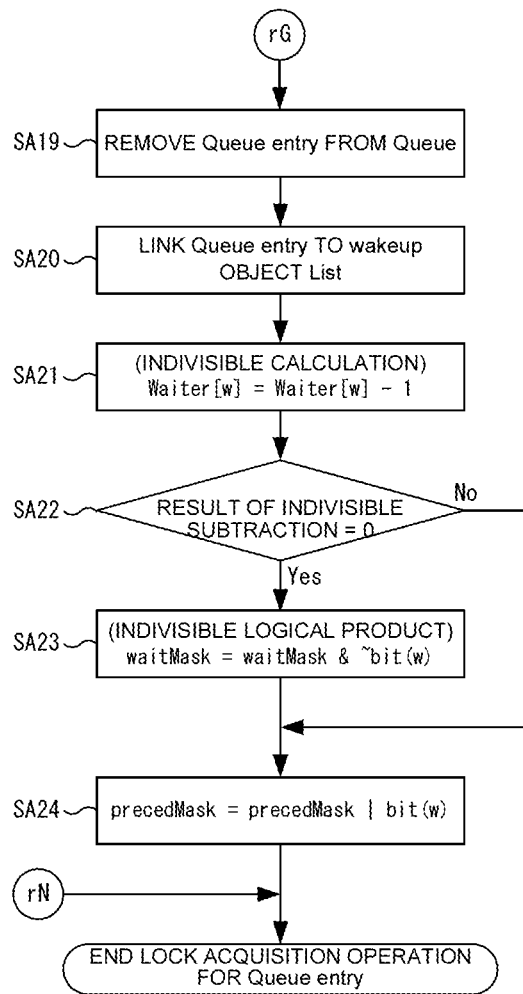 rG
SA19
REMOVE Queue entry FROM Queue
SA20
LINK Queue entry TO wakeup
OBJECT List
SA21
(INDIVISIBLE CALCULATION)
Waiter[w] = Waiter[w] - 1
SA22
RESULT OF INDIVISIBLE
SUBTRACTION = 0
No
Yes
SA23
(INDIVISIBLE LOGICAL PRODUCT)
waitMask = waitMask & ~bit(w)
SA24
precedMask = precedMask | bit(w)
rN
END LOCK ACQUISITION OPERATION
FOR Queue entry